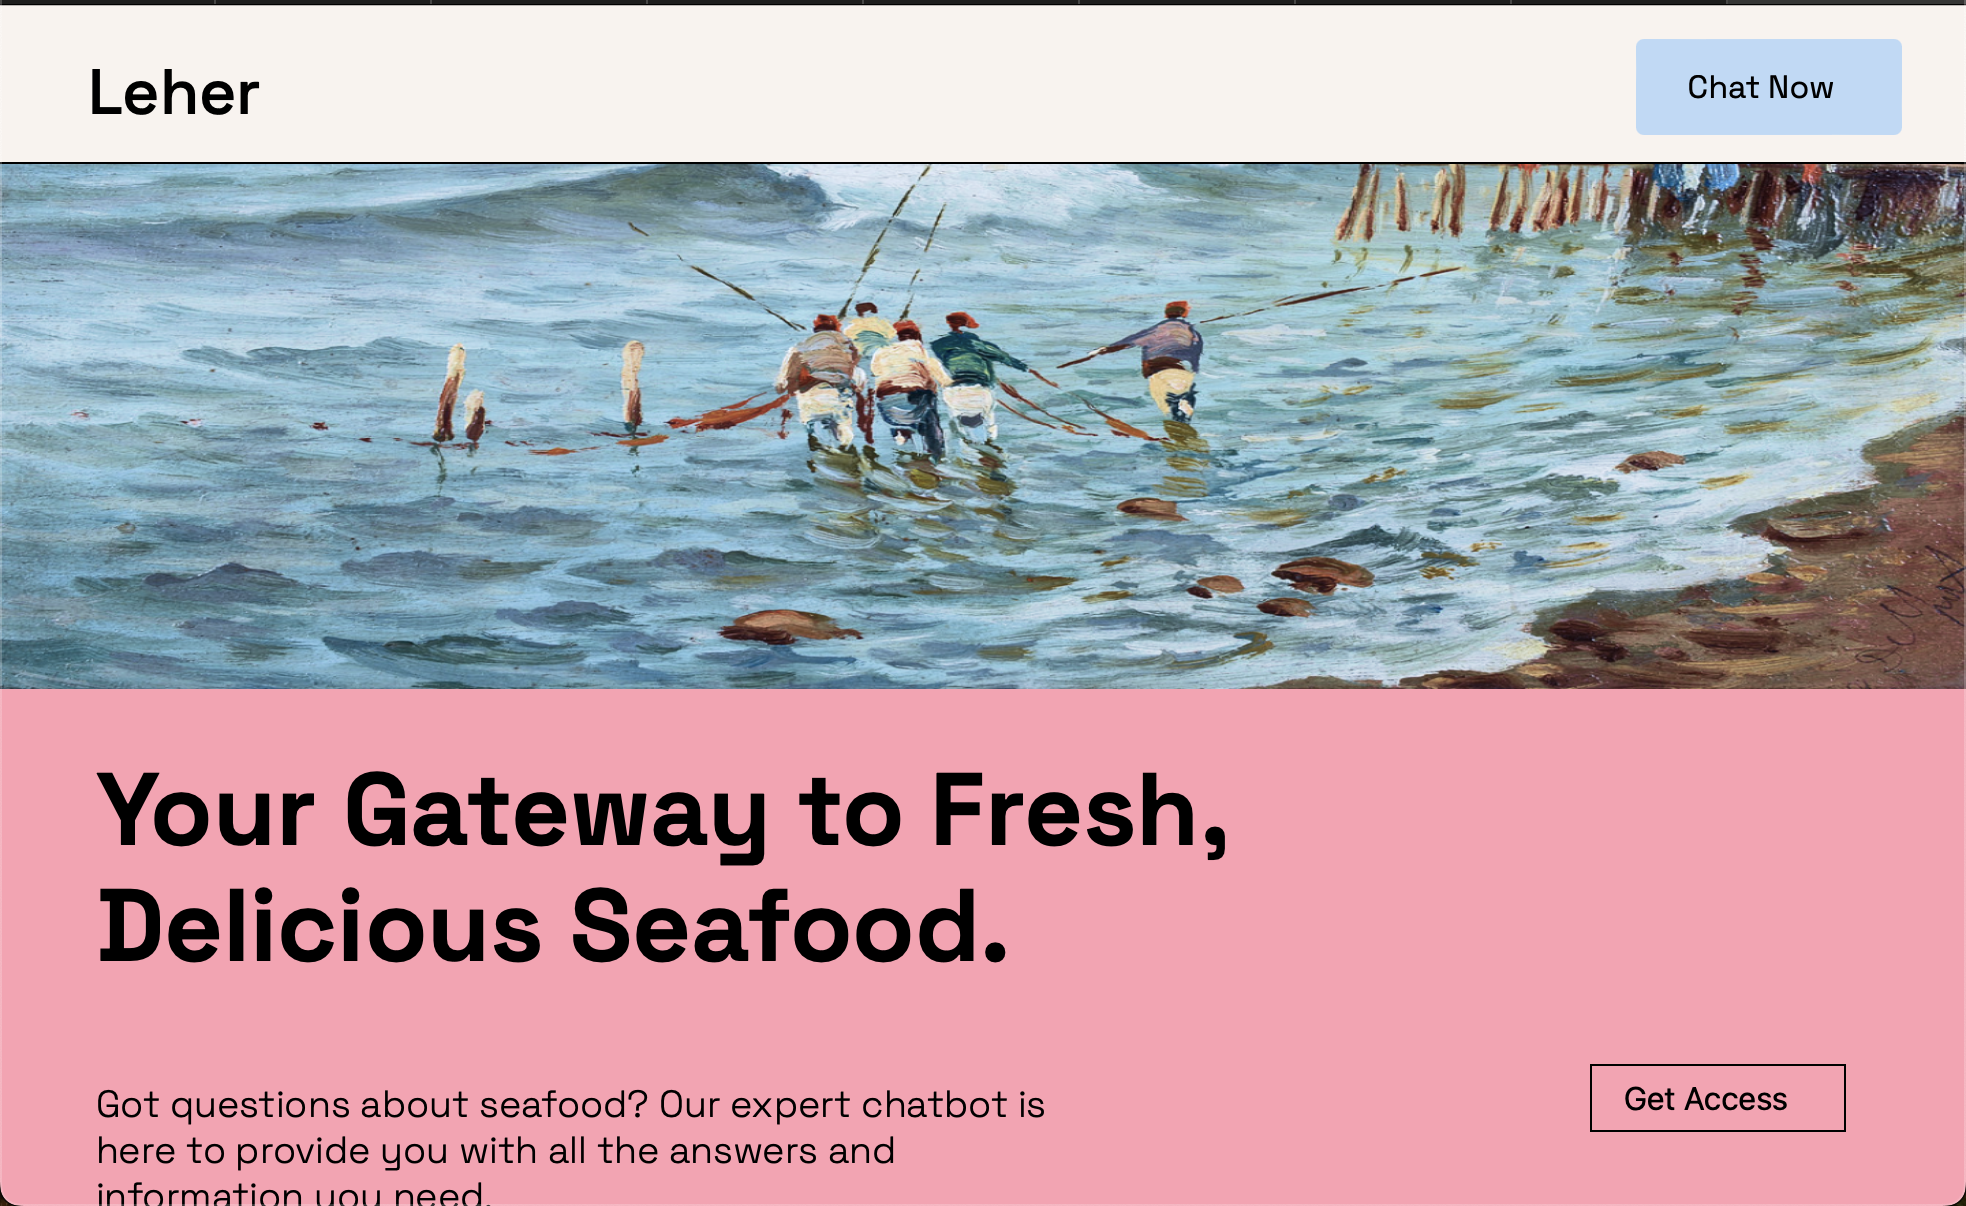 Leher
Chat Now
Your Gateway to Fresh,
Delicious Seafood.
Got questions about seafood? Our expert chatbot is
here to provide you with all the answers and
information you need.
Get Access